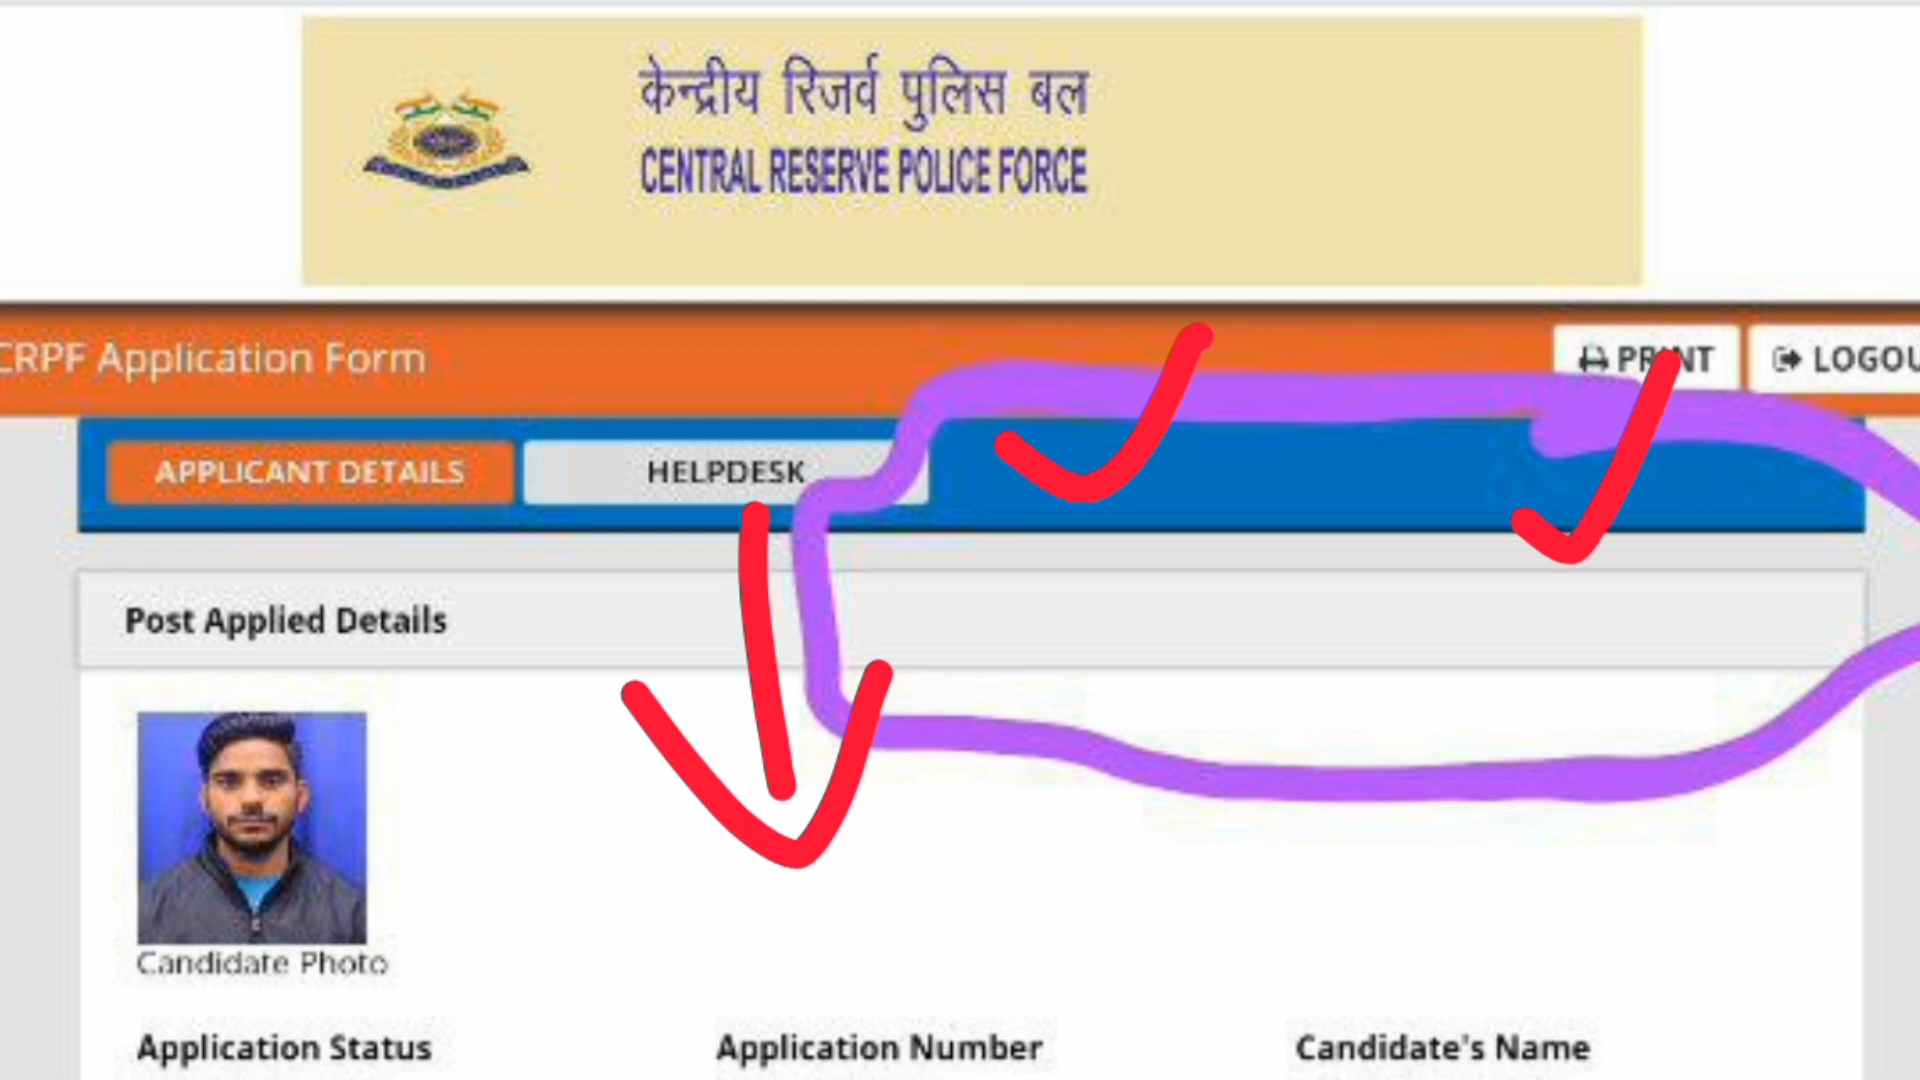 केन्द्रीय रिजर्व पुलिस बल
CENTRAL RESERVE POLICE FORCE
CRPF Application Form
PRINT
LOGOU
APPLICANT DETAILS
HELPDESK
Post Applied Details
Candidate Photo
Application Status
Application Number
Candidate's Name